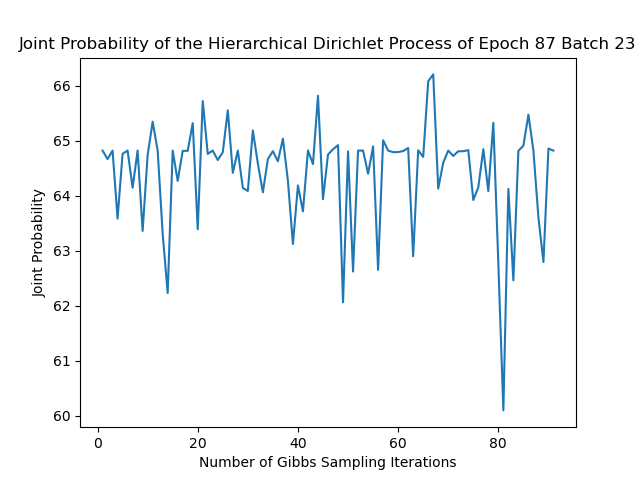 Joint Probability of the Hierarchical Dirichlet Process of Epoch 87 Batch 23
66
65
64
63
62
61
60
Joint Probability
0 20 40 60 80
Number of Gibbs Sampling Iterations